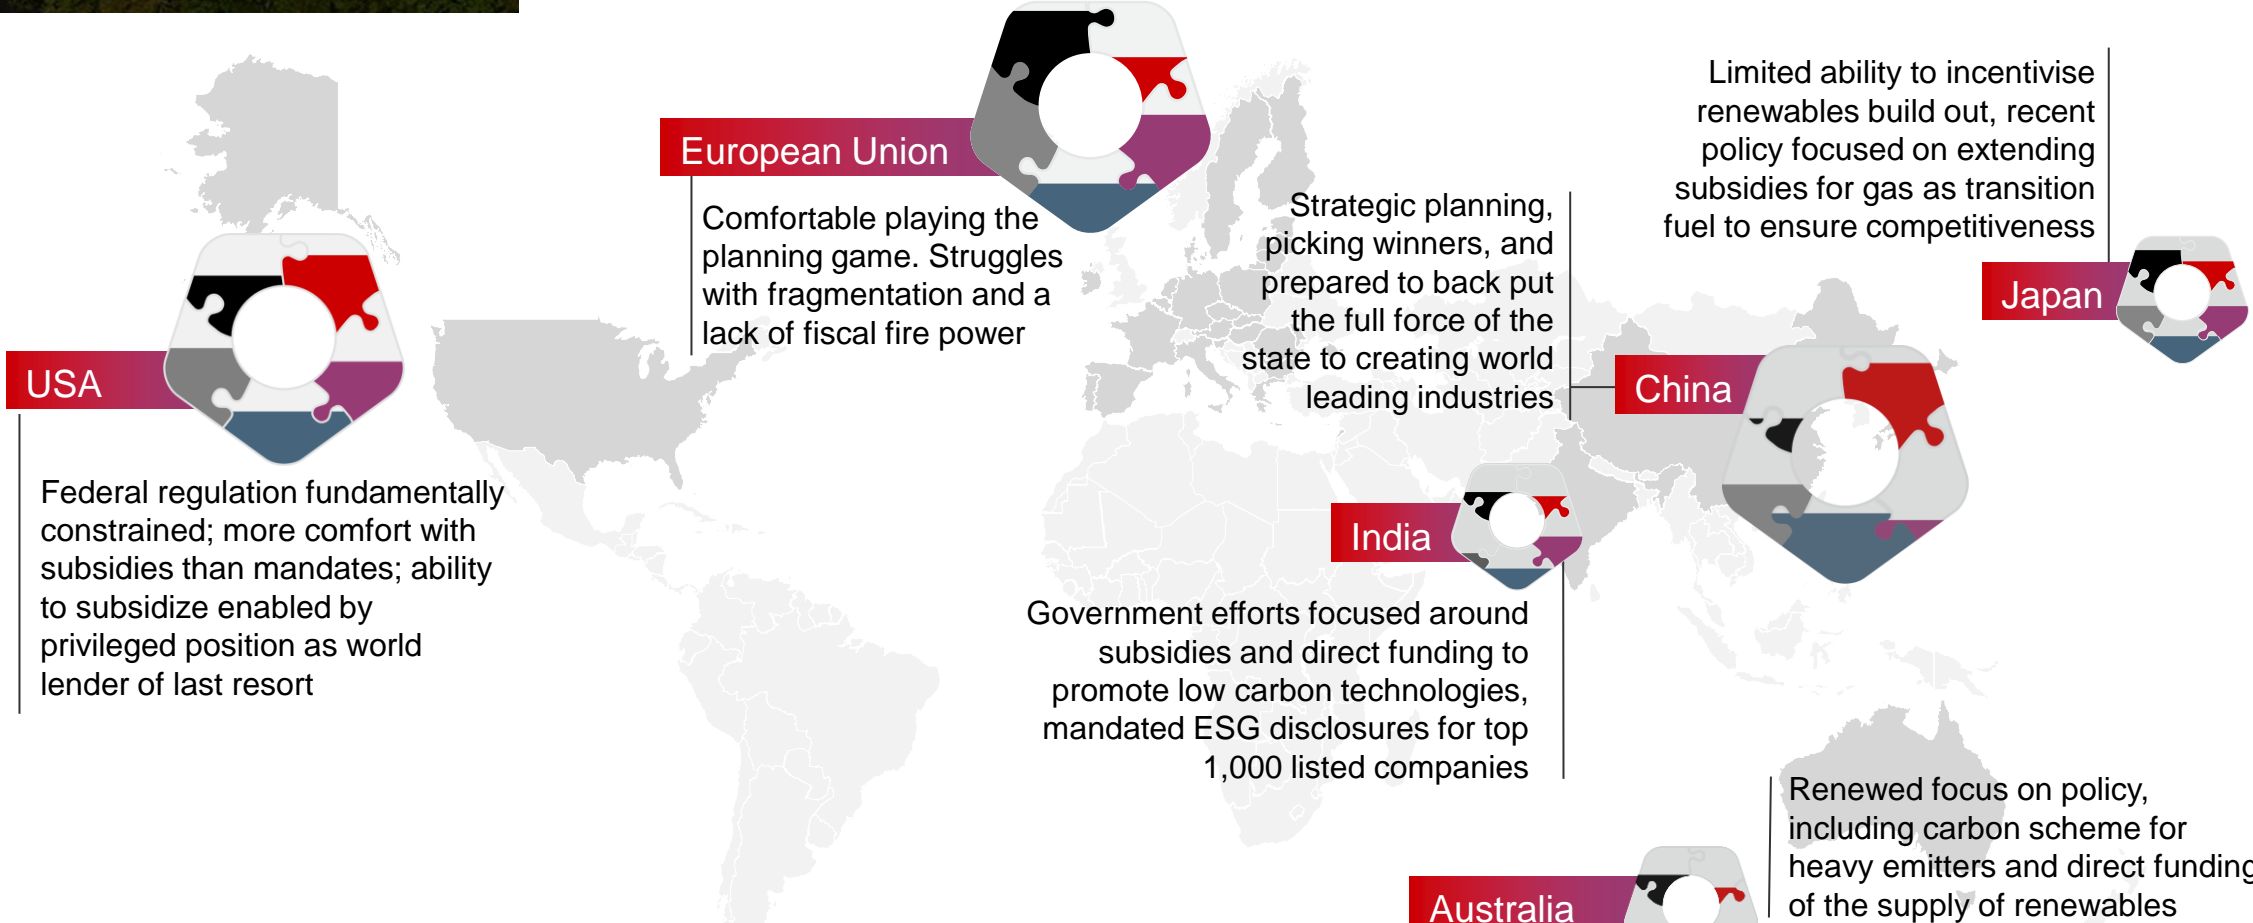 European Union
Comfortable playing the
planning game. Struggles
with fragmentation and a
lack of fiscal fire power
USA
Federal regulation fundamentally
constrained; more comfort with
subsidies than mandates; ability
to subsidize enabled by
privileged position as world
lender of last resort
Strategic planning,
picking winners, and
prepared to back put
the full force of the
state to creating world
leading industries
China
Limited ability to incentivise
renewables build out, recent
policy focused on extending
subsidies for gas as transition
fuel to ensure competitiveness
Japan
India
Government efforts focused around
subsidies and direct funding to
promote low carbon technologies,
mandated ESG disclosures for top
1,000 listed companies
Australia
Renewed focus on policy,
including carbon scheme for
heavy emitters and direct funding
of the supply of renewables